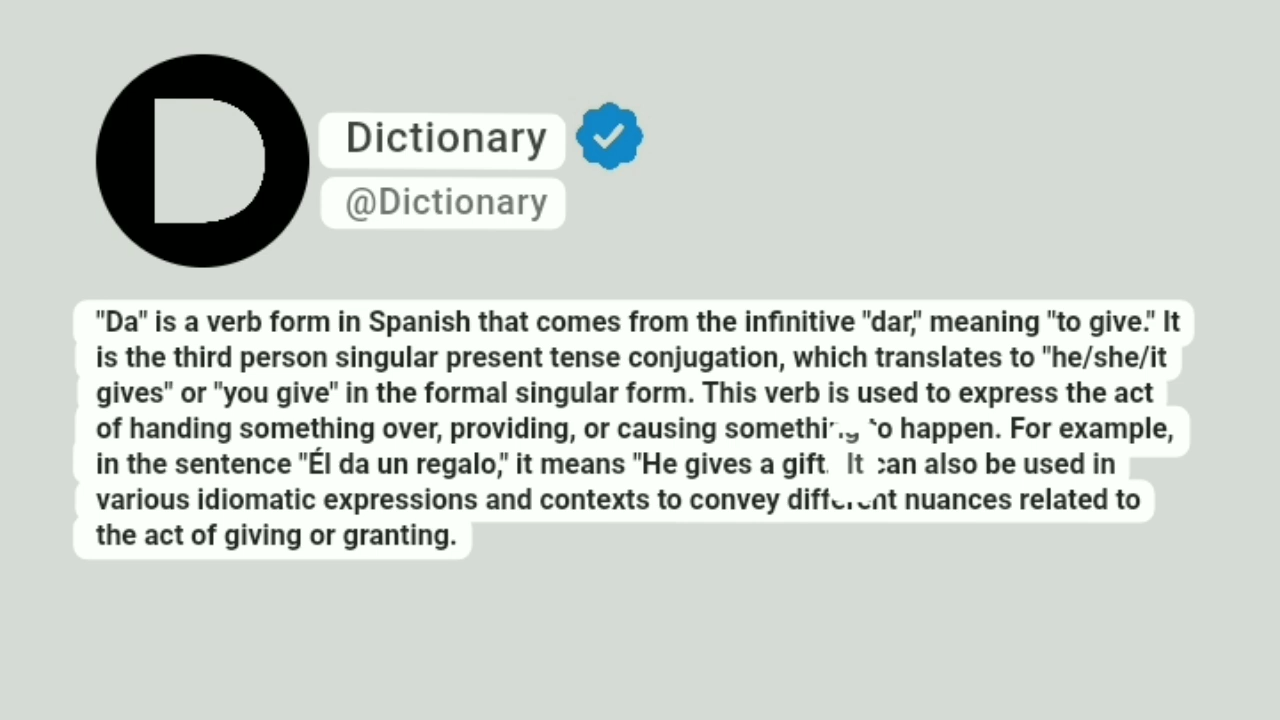 D
Dictionary
@Dictionary
"Da" is a verb form in Spanish that comes from the infinitive "dar," meaning "to give." It
is the third person singular present tense conjugation, which translates to "he/she/it
gives" or "you give" in the formal singular form. This verb is used to express the act
of handing something over, providing, or causing something to happen. For example,
in the sentence "Él da un regalo," it means "He gives a gift. It can also be used in
various idiomatic expressions and contexts to convey different nuances related to
the act of giving or granting.